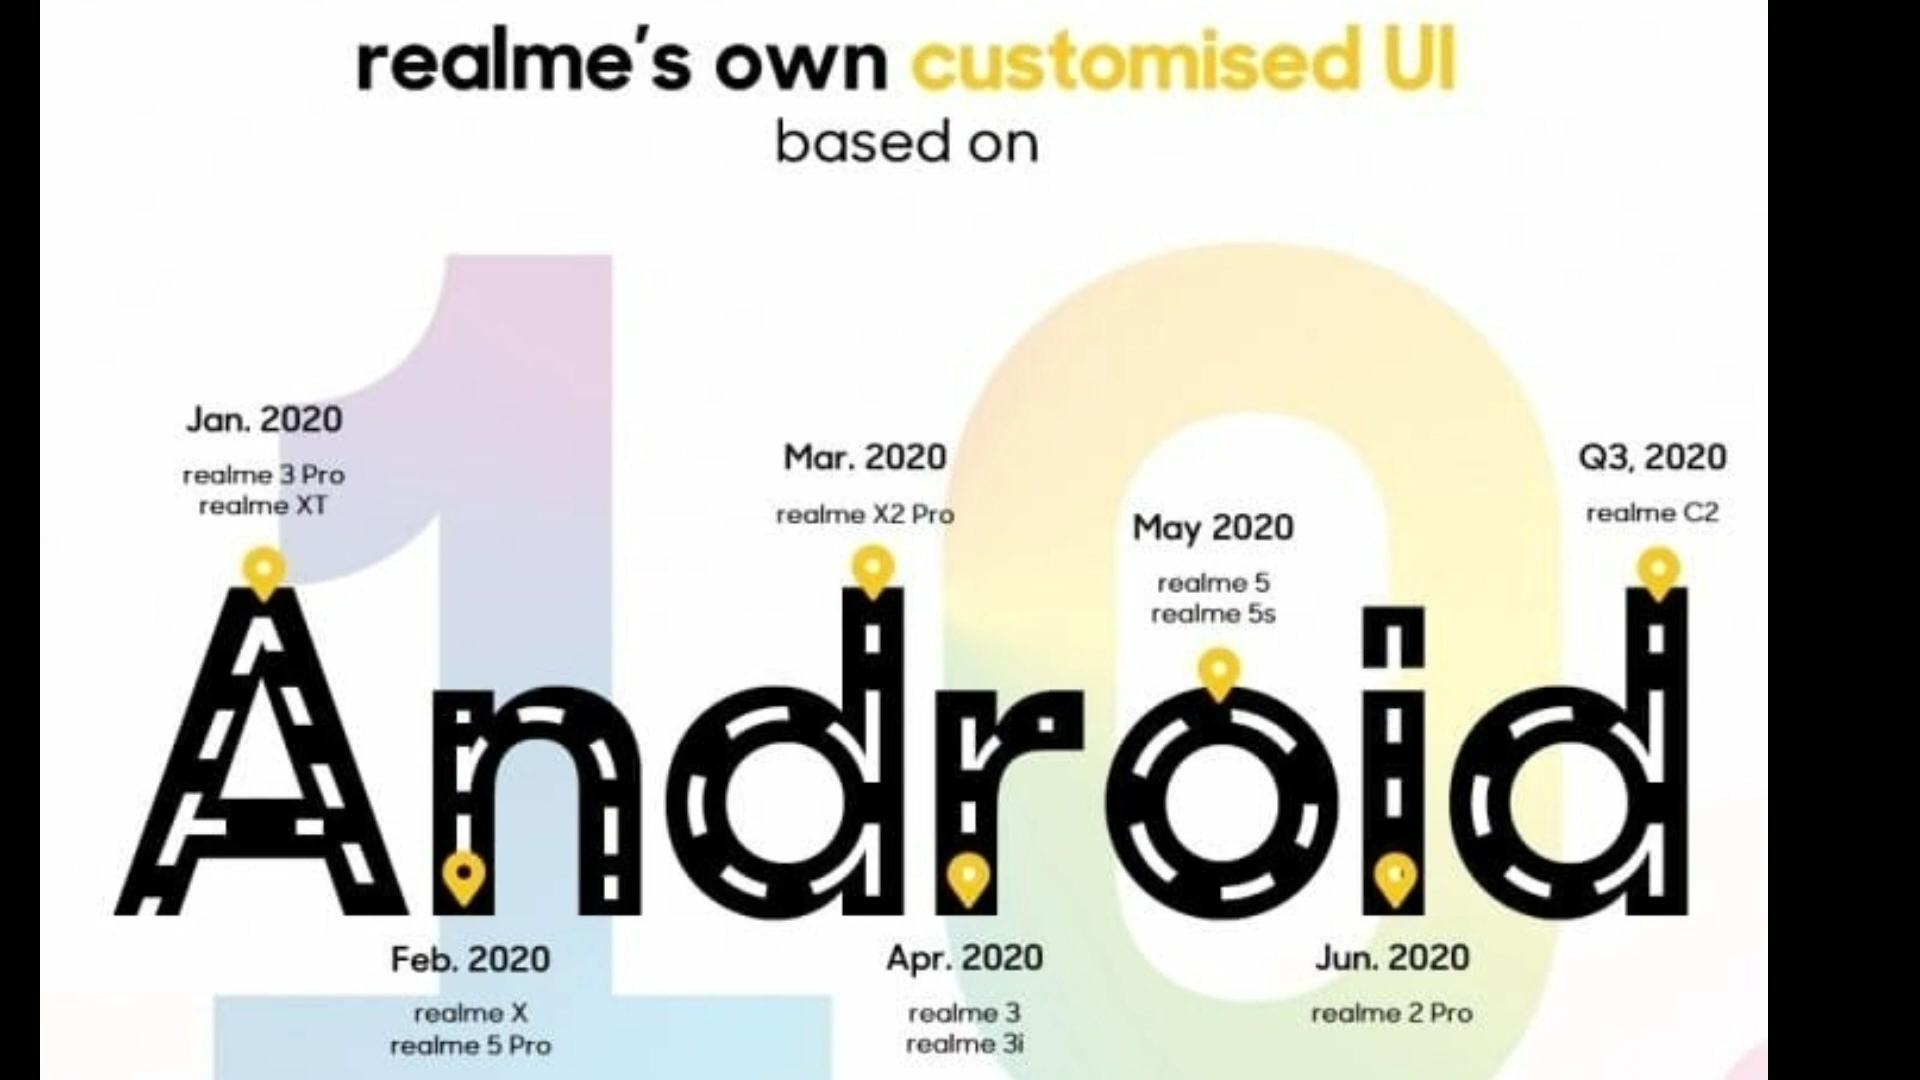 realme's own customised UI
based on
10
Jan. 2020
realme 3 Pro
realme XT
Mar. 2020
realme X2 Pro
May 2020
realme 5
realme 5s
Q3, 2020
realme C2
Android
Feb. 2020
realme X
realme 5 Pro
Apr. 2020
realme 3
realme 3i
Jun. 2020
realme 2 Pro